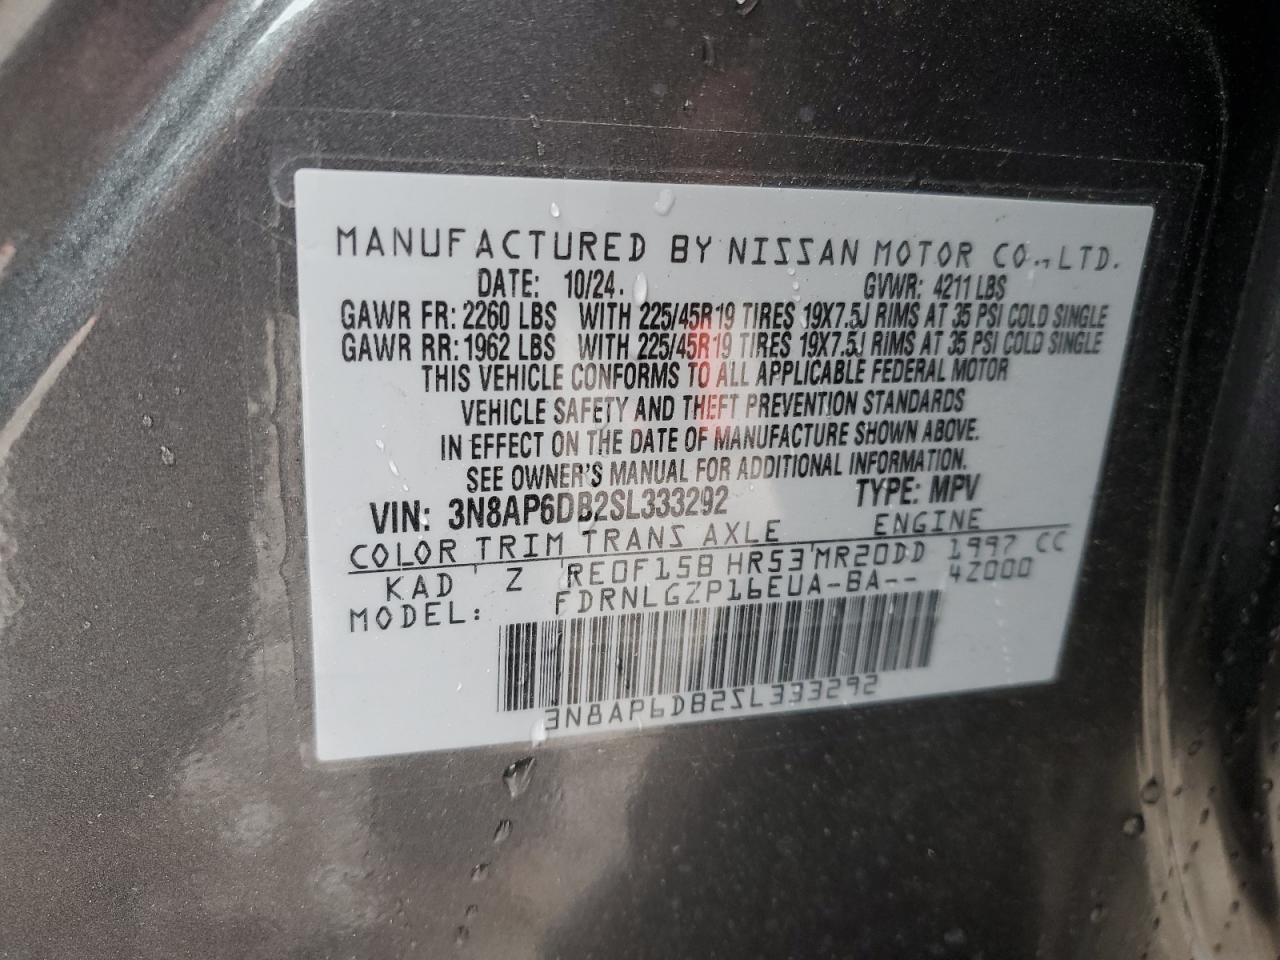 MANUFACTURED BY NISSAN MOTOR CO.,LTD.
DATE: 10/24. GVWR: 4211 LBS
GAWR FR: 2260 LBS WITH 225/45R19 TIRES 19X7.5J RIMS AT 35 PSI COLD SINGLE
GAWR RR: 1962 LBS WITH 225/45R19 TIRES 19X7.5J RIMS AT 35 PSI COLD SINGLE
THIS VEHICLE CONFORMS TO ALL APPLICABLE FEDERAL MOTOR
VEHICLE SAFETY AND THEFT PREVENTION STANDARDS
IN EFFECT ON THE DATE OF MANUFACTURE SHOWN ABOVE.
SEE OWNER'S MANUAL FOR ADDITIONAL INFORMATION.
VIN: 3N8AP6DB2SL333292 TYPE: MPV
COLOR TRIM TRANS AXLE ENGINE
KAD Z RE0F15B HR53 MR20DD 1997 CC
MODEL: FDRNLGZP16EUA-BA-- 4Z000
3N8AP6DB2SL333292